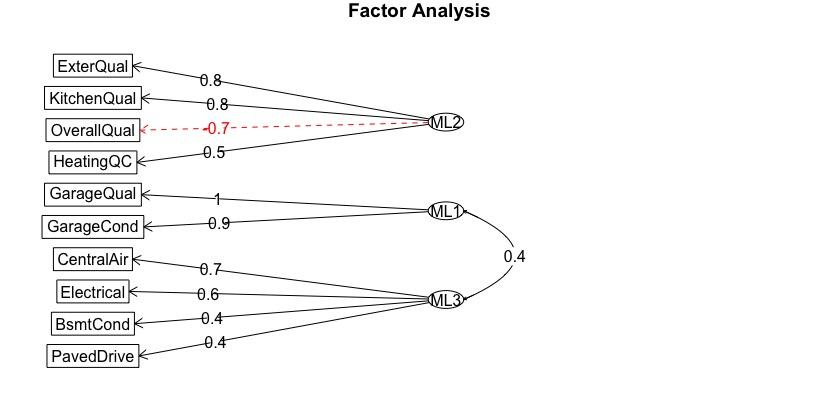 Factor Analysis
ExterQual
0.8
KitchenQual
0.8
ML2
OverallQual
-0.7
HeatingQC
0.5
GarageQual
1
ML1
GarageCond
0.9
CentralAir
0.7
0.4
Electrical
0.6
ML3
BsmtCond
0.4
PavedDrive
0.4